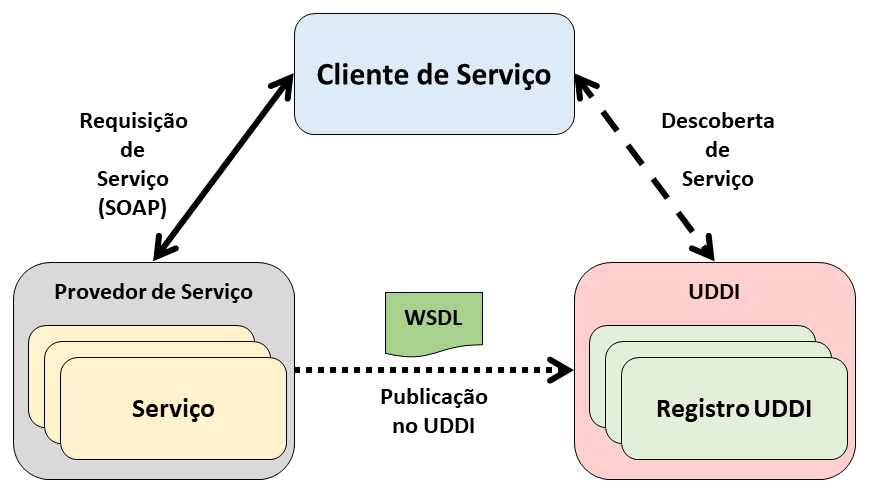 Cliente de Serviço
Requisição
de
Serviço
(SOAP)
Descoberta
de
Serviço
Provedor de Serviço
Serviço
WSDL
Publicação
no UDDI
UDDI
Registro UDDI